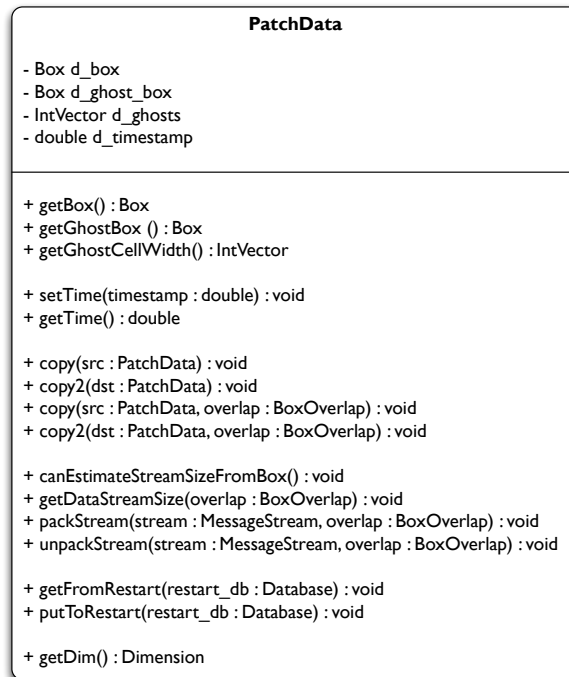 PatchData
- Box d_box
- Box d_ghost_box
- IntVector d_ghosts
- double d_timestamp
+ getBox() : Box
+ getGhostBox () : Box
+ getGhostCellWidth() : IntVector
+ setTime(timestamp : double) : void
+ getTime() : double
+ copy(src : PatchData) : void
+ copy2(dst : PatchData) : void
+ copy(src : PatchData, overlap : BoxOverlap) : void
+ copy2(dst : PatchData, overlap : BoxOverlap) : void
+ canEstimateStreamSizeFromBox() : void
+ getDataStreamSize(overlap : BoxOverlap) : void
+ packStream(stream : MessageStream, overlap : BoxOverlap) : void
+ unpackStream(stream : MessageStream, overlap : BoxOverlap) : void
+ getFromRestart(restart_db : Database) : void
+ putToRestart(restart_db : Database) : void
+ getDim() : Dimension